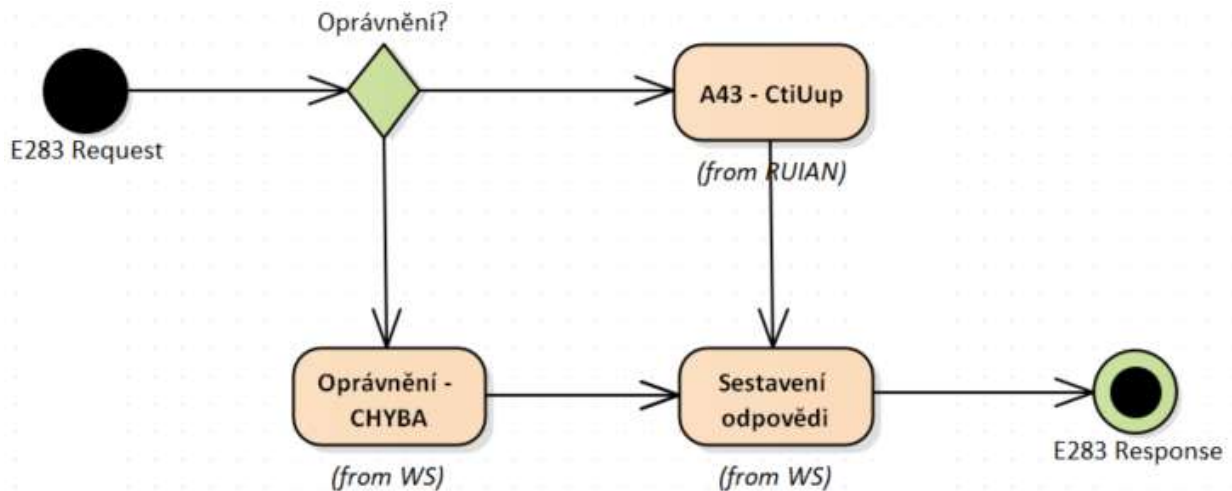 Oprávnění?
E283 Request
A43 - CtiUup
(from RUIAN)
Oprávnění -
CHYBA
(from WS)
Sestavení
odpovědi
(from WS)
E283 Response